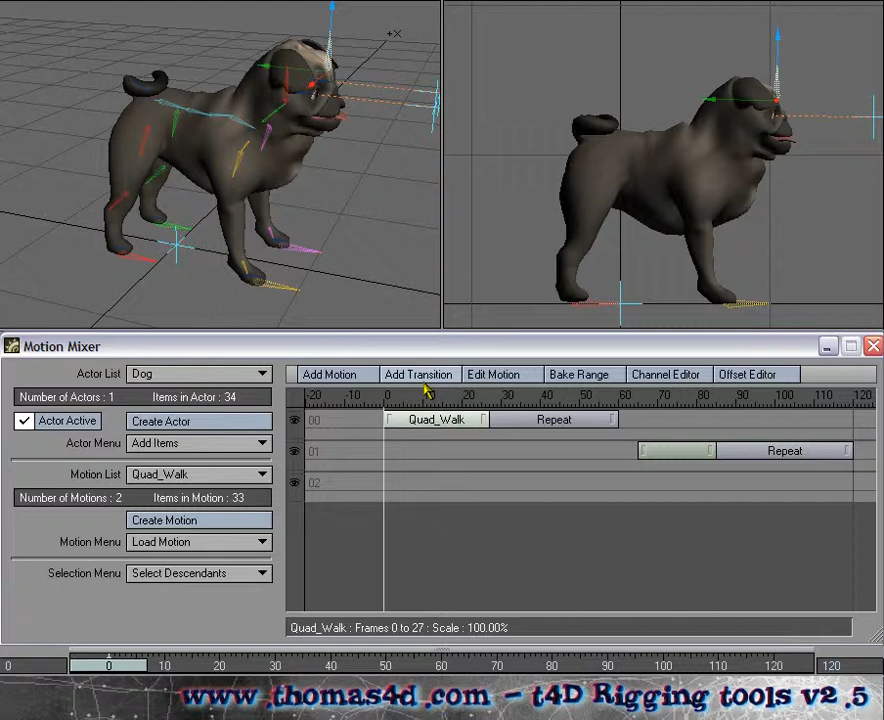 Motion Mixer
Actor List Dog
Number of Actors : 1 Items in Actor : 34
Actor Active Create Actor
Actor Menu Add Items
Motion List Quad_Walk
Number of Motions : 2 Items in Motion : 33
Create Motion
Motion Menu Load Motion
Selection Menu Select Descendants
Add Motion Add Transition Edit Motion Bake Range Channel Editor Offset Editor
-20 -10 0 10 20 30 40 50 60 70 80 90 100 110 120
00 Quad_Walk Repeat
01 Repeat
02
Quad_Walk : Frames 0 to 27 : Scale : 100.00%
0 0 10 20 30 40 50 60 70 80 90 100 110 120 120
www.thomas4d.com - t4D Rigging tools v2.5